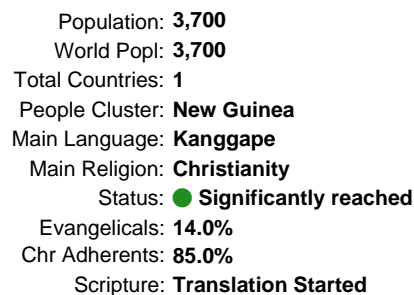 Population: 3,700
World Popl: 3,700
Total Countries: 1
People Cluster: New Guinea
Main Language: Kanggape
Main Religion: Christianity
Status: Significantly reached
Evangelicals: 14.0%
Chr Adherents: 85.0%
Scripture: Translation Started